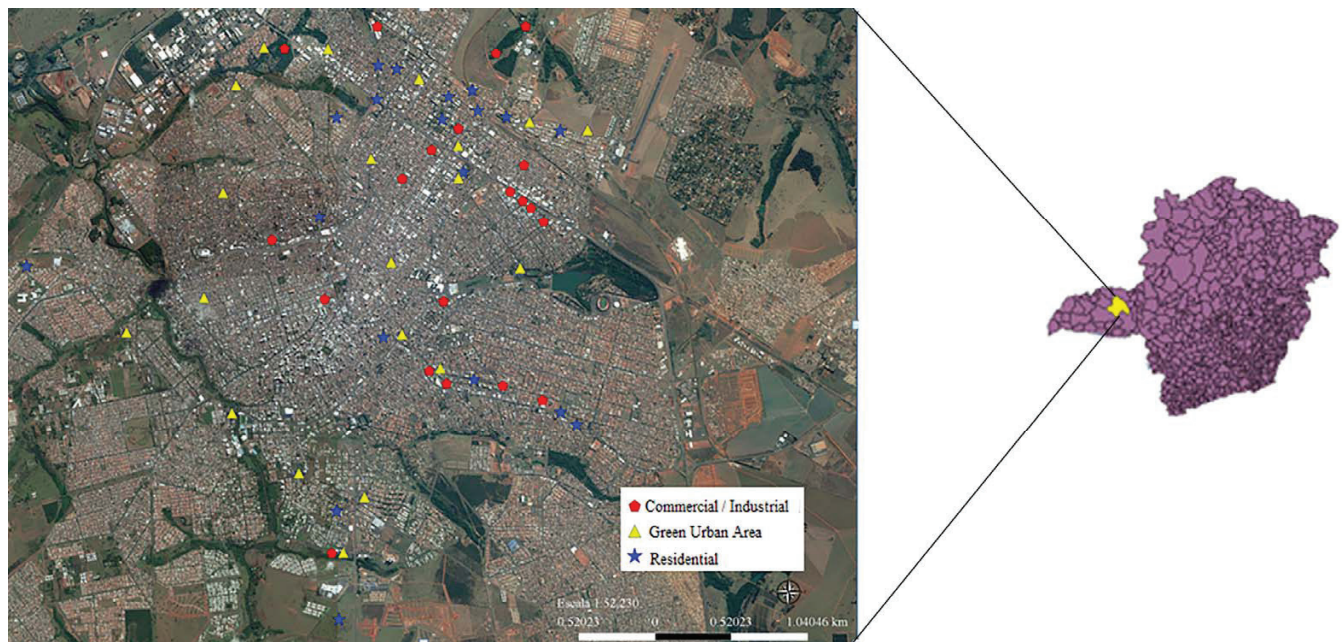 Commercial / Industrial
Green Urban Area
Residential
Escala 1:52.230
0.52023 0 0.52023 1.04046 km